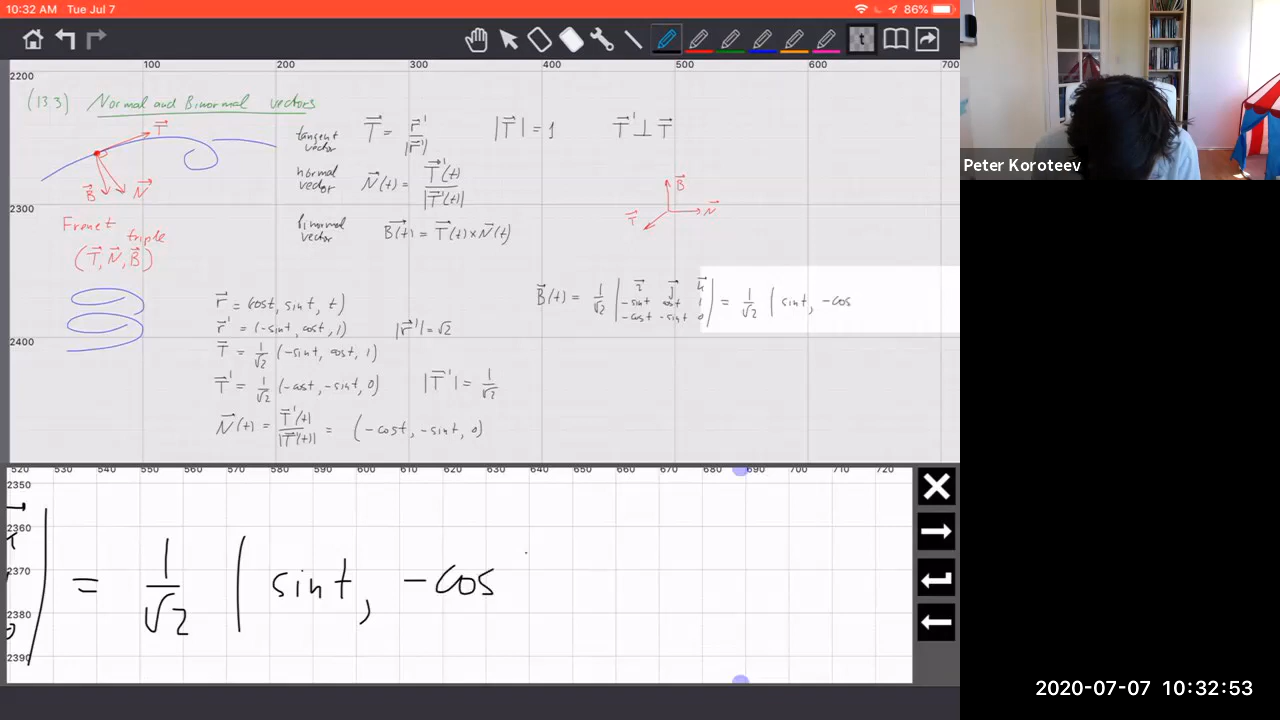 10:32 AM Tue Jul 7
86%
t
100 200 300 400 500 600 700
2200
2300
2400
(13.3) Normal and Binormal vectors
T
B N
Frenet triple
(T, N, B)
tangent vector T = r'/|r'| |T| = 1 T' ⊥ T
normal vector N(t) = T'(t)/|T'(t)|
binormal vector B(t) = T(t) × N(t)
B
T N
r = (cost, sint, t)
r' = (-sint, cost, 1) |r'| = √2
T = 1/√2 (-sint, cost, 1)
T' = 1/√2 (-cost, -sint, 0) |T'| = 1/√2
N(t) = T'(t)/|T'(t)| = (-cost, -sint, 0)
B(t) = 1/√2 | i j k
-sint cost 1
-cost -sint 0 | = 1/√2 ( sint, -cos
520 530 540 550 560 570 580 590 600 610 620 630 640 650 660 670 680 690 700 710 720
2350
2360
2370
2380
2390
= 1/√2 ( sint, -cos
Peter Koroteev
2020-07-07 10:32:53